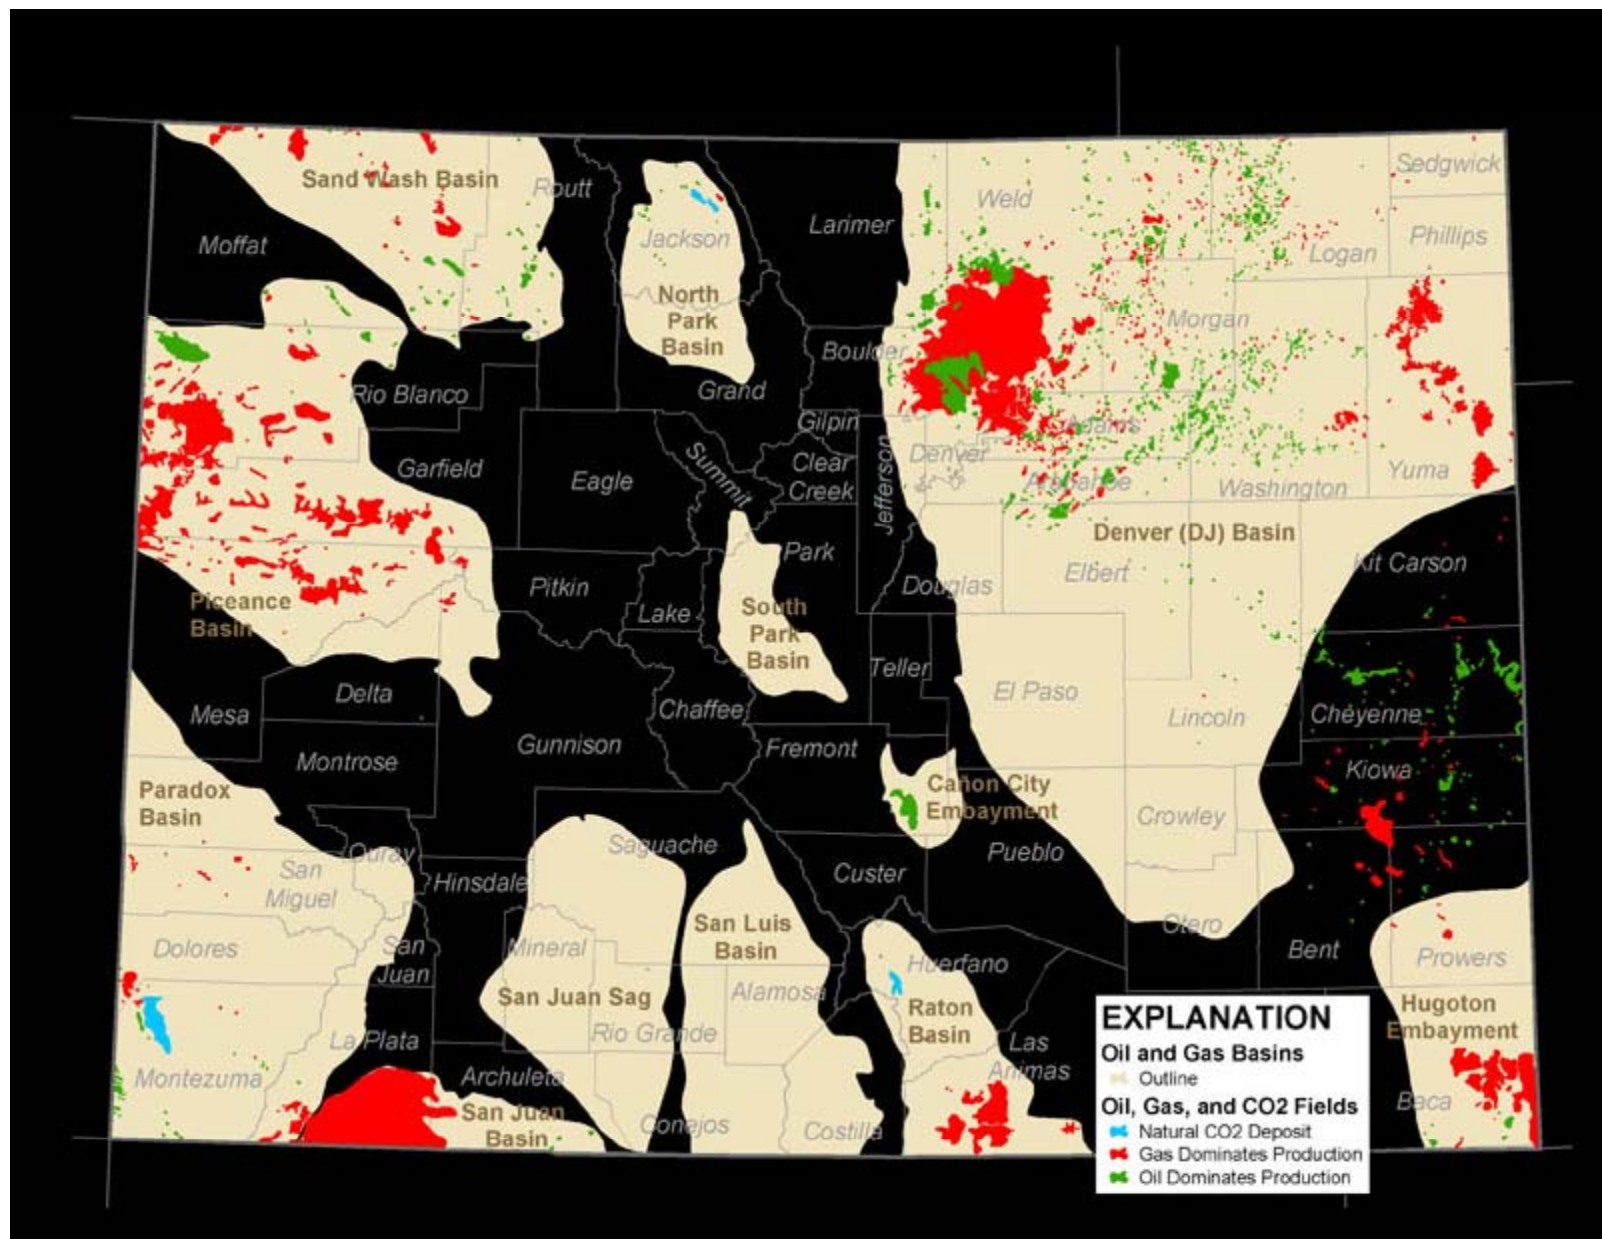 Sedgwick
Sand Wash Basin
Routt
Weld
Larimer
Phillips
Moffat
Jackson
Logan
North
Park
Basin
Morgan
Boulder
Rio Blanco
Grand
Gilpin
Adams
Garfield
Eagle
Summit
Clear
Creek
Jefferson
Denver
Arapahoe
Washington
Yuma
Denver (DJ) Basin
Park
Kit Carson
Pitkin
Elbert
Douglas
Piceance
Basin
Lake
South
Park
Basin
Teller
Delta
El Paso
Mesa
Chaffee
Lincoln
Cheyenne
Gunnison
Fremont
Montrose
Kiowa
Paradox
Basin
Cañon City
Embayment
Crowley
Saguache
Ouray
Pueblo
San
Miguel
Hinsdale
Custer
San Luis
Basin
Otero
Dolores
San
Juan
Mineral
Bent
Prowers
Huerfano
San Juan Sag
Alamosa
Raton
Basin
Hugoton
Embayment
La Plata
Rio Grande
Las
Animas
Montezuma
Archuleta
San Juan
Basin
Conejos
Costilla
Baca
EXPLANATION
Oil and Gas Basins
Outline
Oil, Gas, and CO2 Fields
Natural CO2 Deposit
Gas Dominates Production
Oil Dominates Production